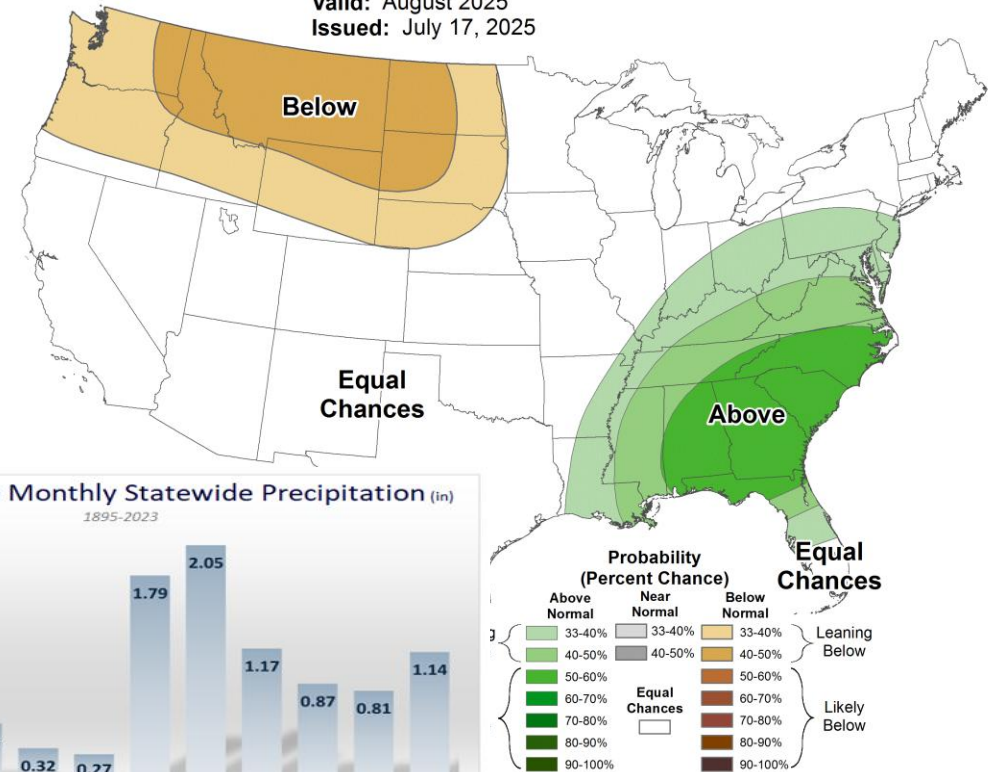 Valid: August 2025
Issued: July 17, 2025
Below
Equal
Chances
Above
Equal
Chances
Monthly Statewide Precipitation (in)
1895-2023
0.32
0.27
1.79
2.05
1.17
0.87
0.81
1.14
Probability
(Percent Chance)
Above
Normal
Near
Normal
Below
Normal
33-40% 33-40% 33-40%
40-50% 40-50% 40-50%
50-60% 50-60%
60-70% 60-70%
70-80% 70-80%
80-90% 80-90%
90-100% 90-100%
Equal
Chances
Leaning
Below
Likely
Below